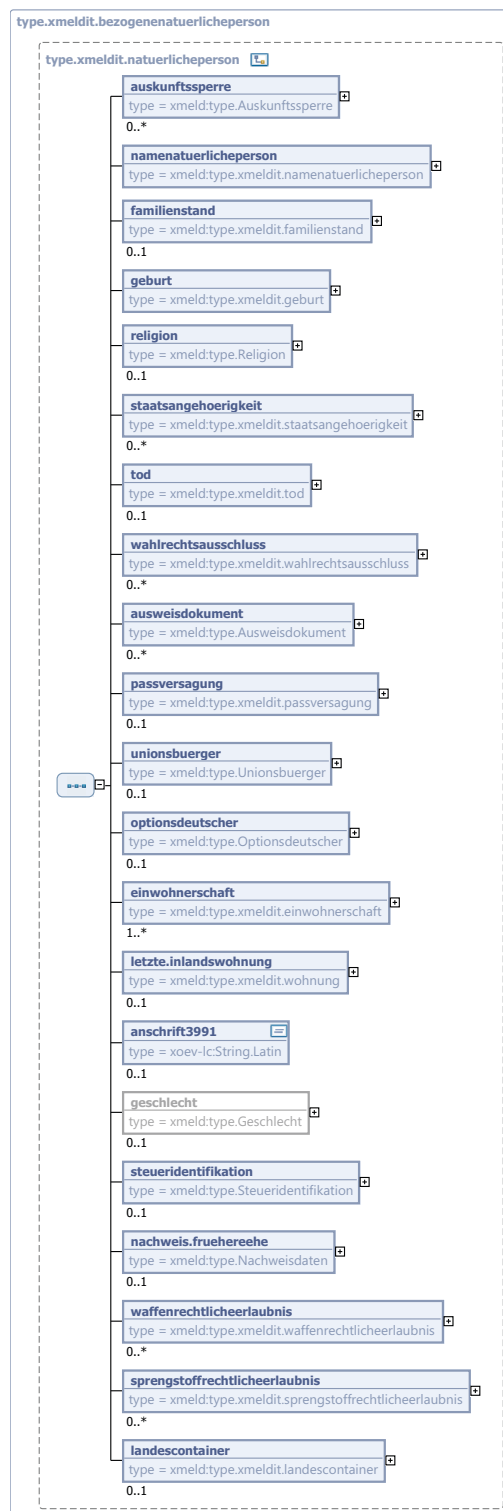 type.xmeldit.bezogenenatuerlicheperson
type.xmeldit.natuerlicheperson
auskunftssperre
type = xmeld:type.Auskunftssperre
0..*
namenatuerlicheperson
type = xmeld:type.xmeldit.namenatuerlicheperson
familienstand
type = xmeld:type.xmeldit.familienstand
0..1
geburt
type = xmeld:type.xmeldit.geburt
religion
type = xmeld:type.Religion
0..1
staatsangehoerigkeit
type = xmeld:type.xmeldit.staatsangehoerigkeit
0..*
tod
type = xmeld:type.xmeldit.tod
0..1
wahlrechtsausschluss
type = xmeld:type.xmeldit.wahlrechtsausschluss
0..*
ausweisdokument
type = xmeld:type.Ausweisdokument
0..*
passversagung
type = xmeld:type.xmeldit.passversagung
0..1
unionsbuerger
type = xmeld:type.Unionsbuerger
0..1
optionsdeutscher
type = xmeld:type.Optionsdeutscher
0..1
einwohnerschaft
type = xmeld:type.xmeldit.einwohnerschaft
1..*
letzte.inlandswohnung
type = xmeld:type.xmeldit.wohnung
0..1
anschrift3991
type = xoev-lc:String.Latin
0..1
geschlecht
type = xmeld:type.Geschlecht
0..1
steueridentifikation
type = xmeld:type.Steueridentifikation
0..1
nachweis.fruehereehe
type = xmeld:type.Nachweisdaten
0..1
waffenrechtlicheerlaubnis
type = xmeld:type.xmeldit.waffenrechtlicheerlaubnis
0..*
sprengstoffrechtlicheerlaubnis
type = xmeld:type.xmeldit.sprengstoffrechtlicheerlaubnis
0..*
landescontainer
type = xmeld:type.xmeldit.landescontainer
0..1